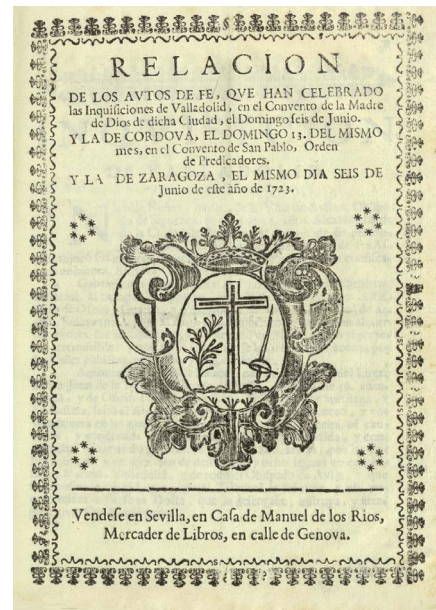 RELACION
DE LOS AVTOS DE FE, QVE HAN CELEBRADO
las Inquiſiciones de Valladolid, en el Convento de la Madre
de Dios de dicha Ciudad, el Domingo ſeis de Junio.
Y LA DE CORDOVA, EL DOMINGO 13. DEL MISMO
mes, en el Convento de San Pablo, Orden
de Predicadores.
Y LA DE ZARAGOZA, EL MISMO DIA SEIS DE
Junio de eſte año de 1723.
Vendeſe en Sevilla, en Caſa de Manuel de los Rios,
Mercader de Libros, en calle de Genova.